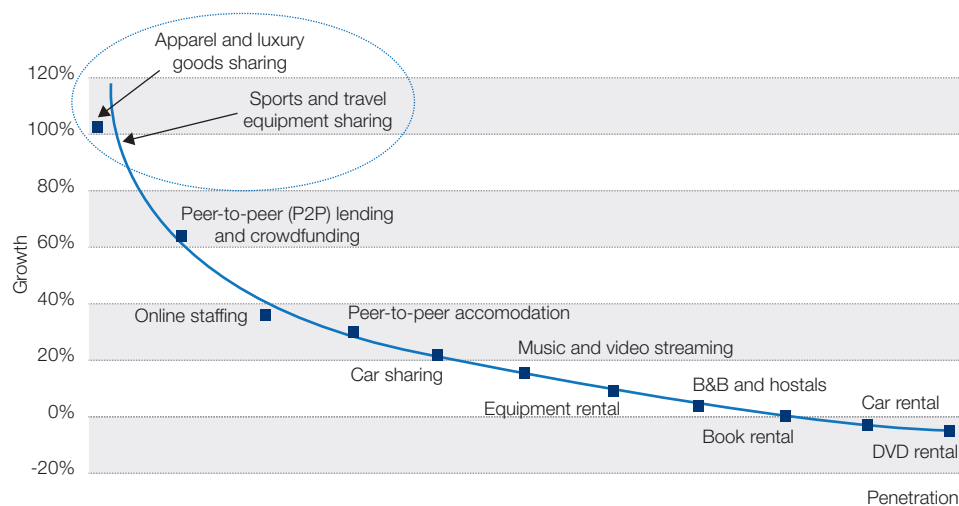 Apparel and luxury
goods sharing
120%
Sports and travel
equipment sharing
100%
80%
Peer-to-peer (P2P) lending
and crowdfunding
60%
Growth
40%
Online staffing
Peer-to-peer accomodation
20%
Car sharing
Music and video streaming
Equipment rental
B&B and hostals
0%
Book rental
Car rental
DVD rental
-20%
Penetration